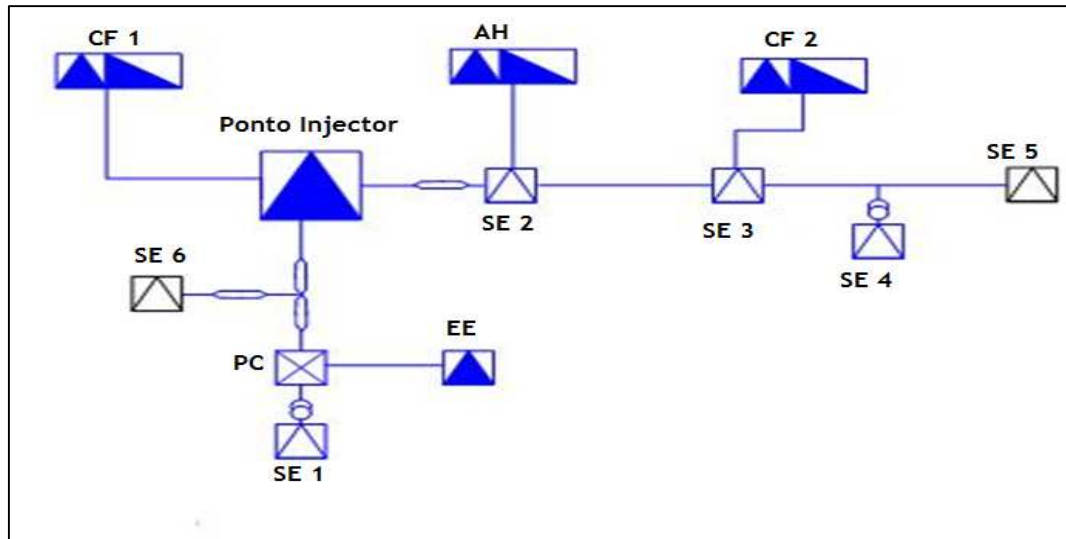 CF 1
AH
CF 2
Ponto Injector
SE 5
SE 2
SE 3
SE 6
SE 4
EE
PC
SE 1